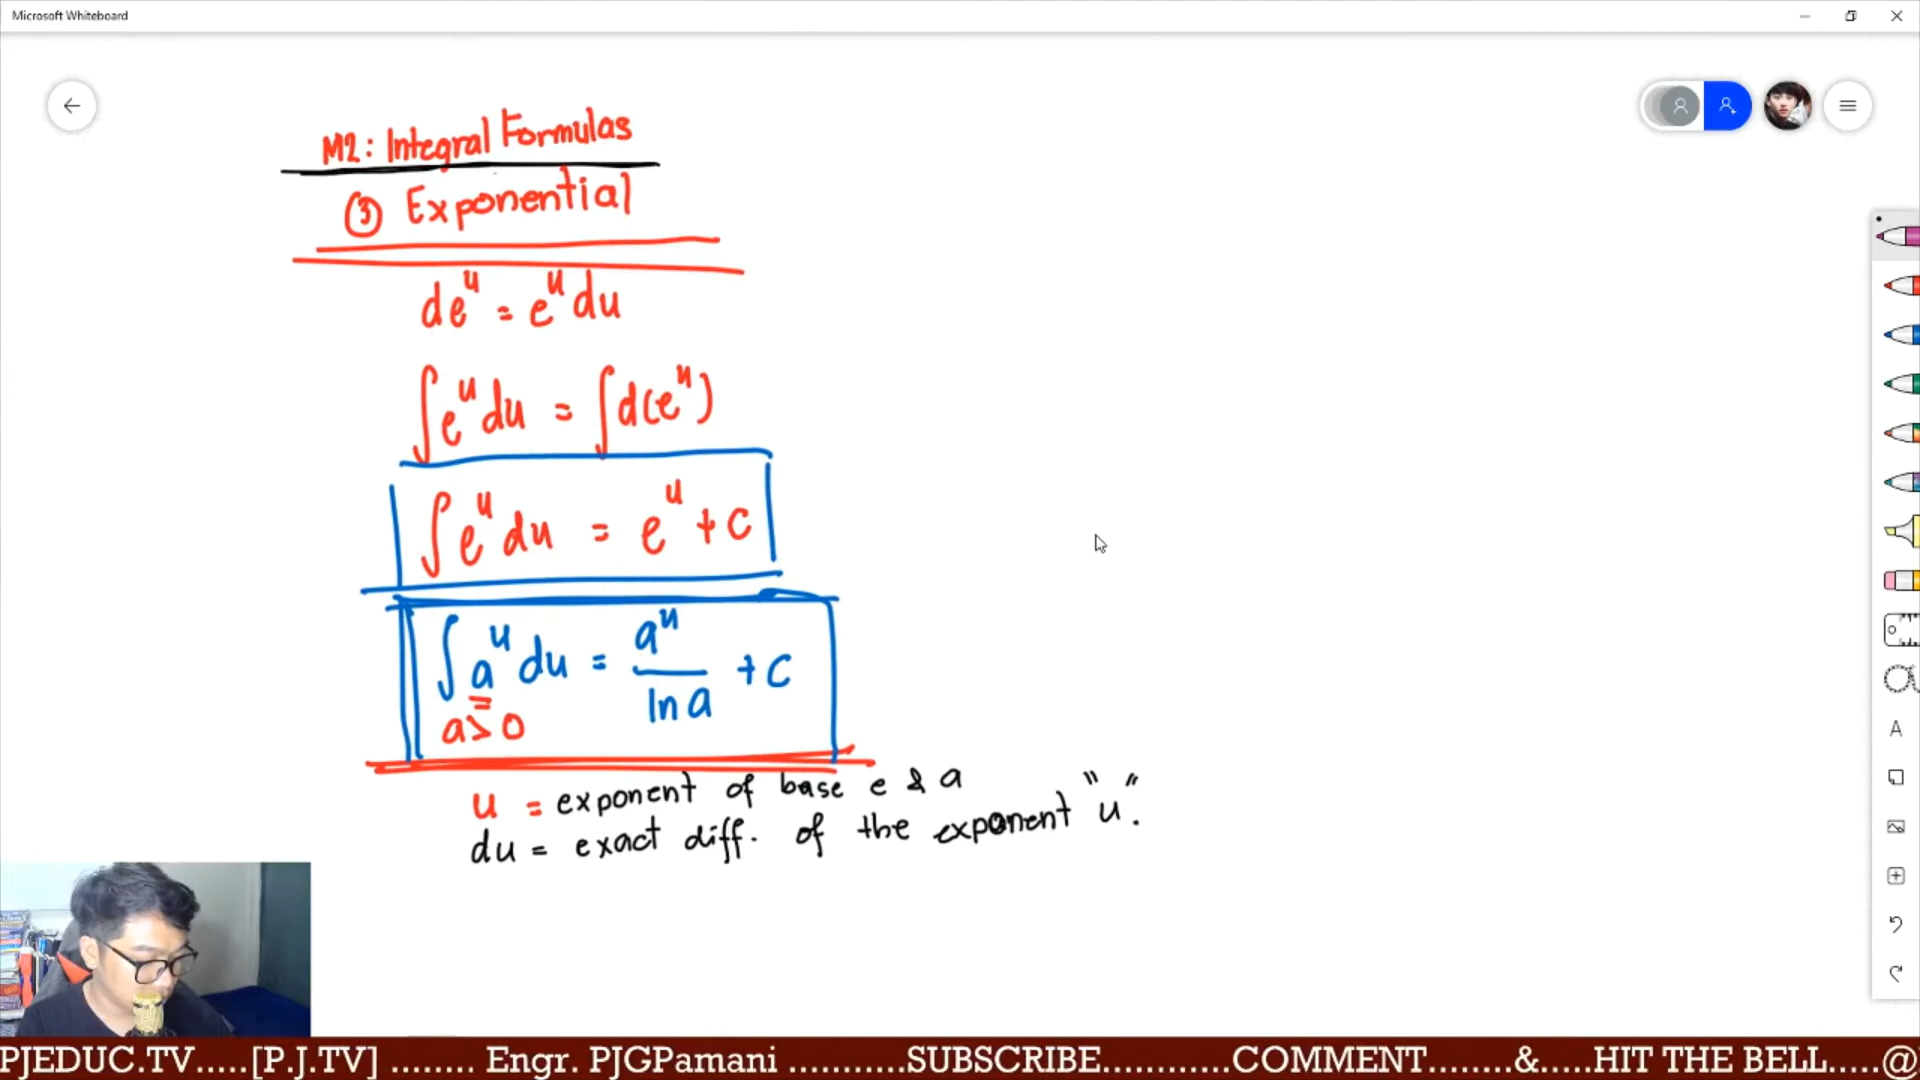 Microsoft Whiteboard
M2: Integral Formulas
③ Exponential
de^u = e^u du
∫e^u du = ∫d(e^u)
∫e^u du = e^u + c
∫a^u du = a^u/ln a + c
a > 0
u = exponent of base e & a
du = exact diff. of the exponent "u".
A
PJEDUC.TV.....[P.J.TV] ........ Engr. PJGPamani ...........SUBSCRIBE............COMMENT........&.....HIT THE BELL.....@